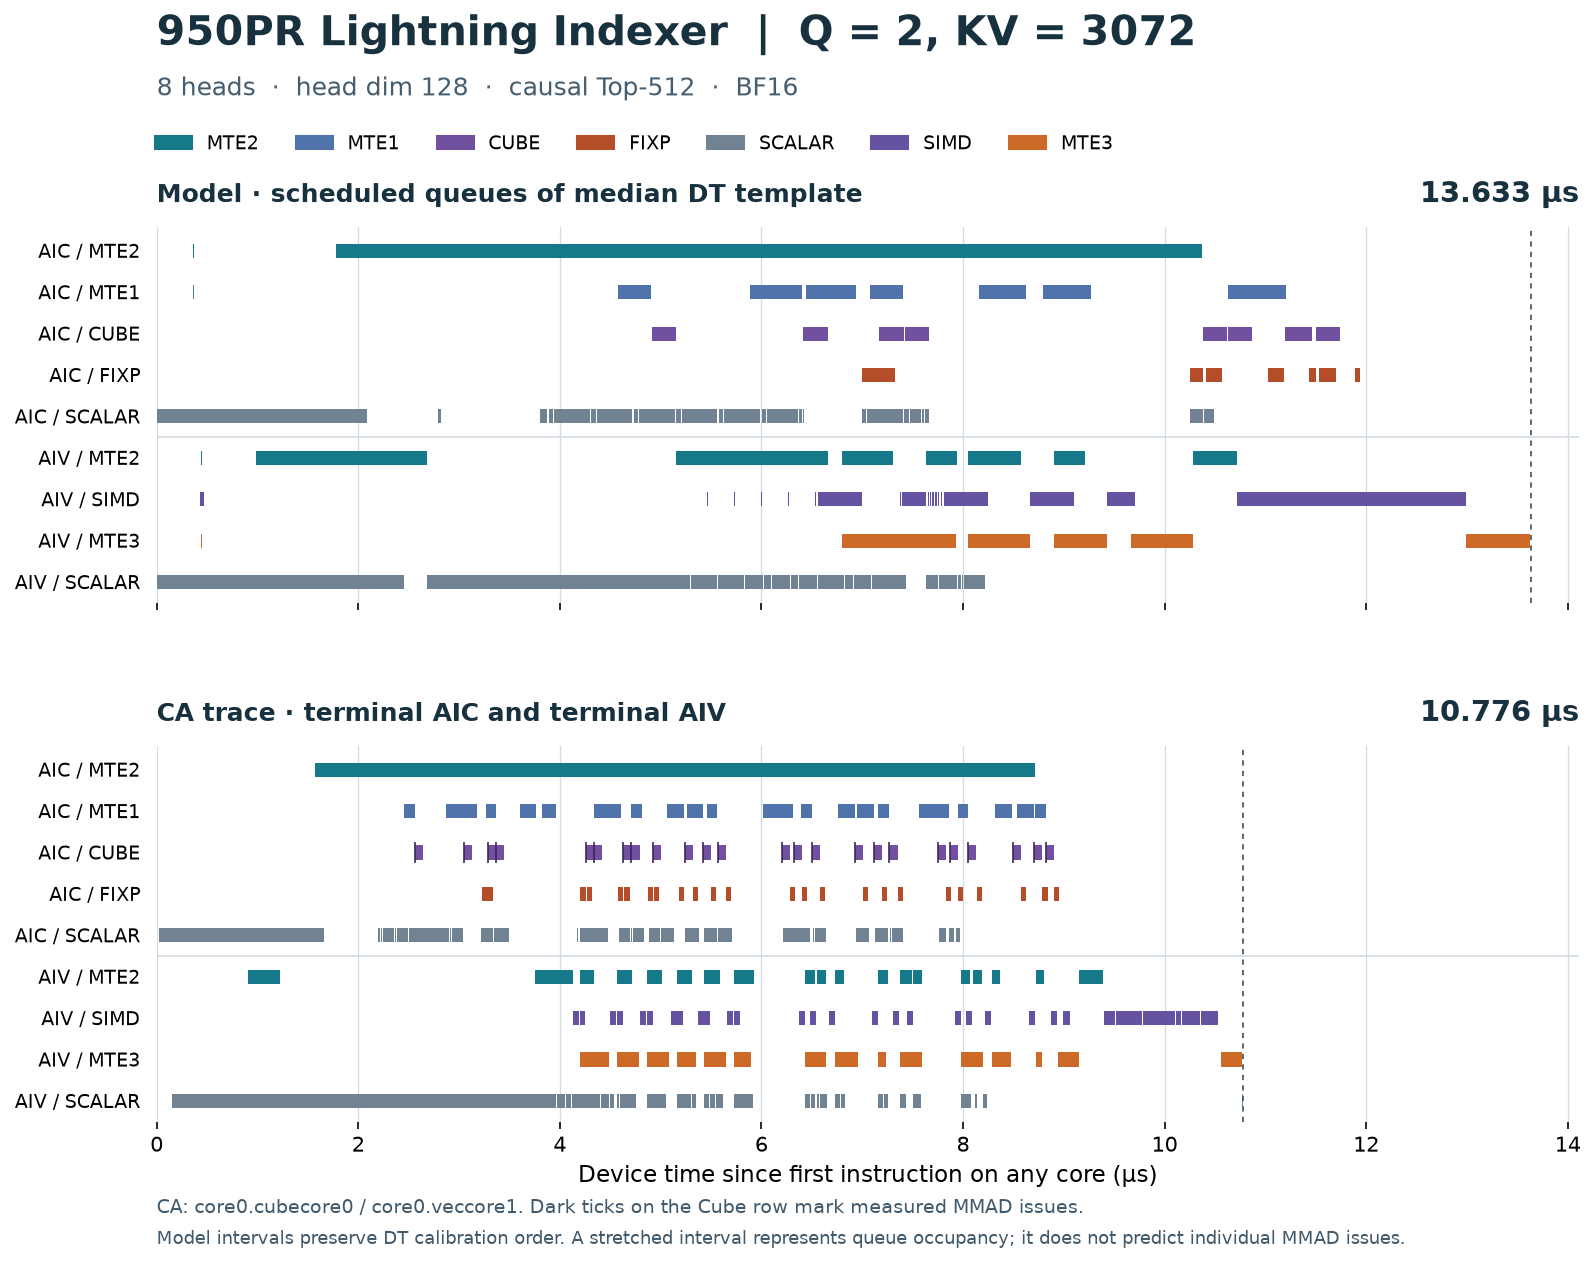 950PR Lightning Indexer | Q = 2, KV = 3072
8 heads · head dim 128 · causal Top-512 · BF16
MTE2 MTE1 CUBE FIXP SCALAR SIMD MTE3
Model · scheduled queues of median DT template 13.633 µs
AIC / MTE2
AIC / MTE1
AIC / CUBE
AIC / FIXP
AIC / SCALAR
AIV / MTE2
AIV / SIMD
AIV / MTE3
AIV / SCALAR
CA trace · terminal AIC and terminal AIV 10.776 µs
AIC / MTE2
AIC / MTE1
AIC / CUBE
AIC / FIXP
AIC / SCALAR
AIV / MTE2
AIV / SIMD
AIV / MTE3
AIV / SCALAR
0 2 4 6 8 10 12 14
Device time since first instruction on any core (µs)
CA: core0.cubecore0 / core0.veccore1. Dark ticks on the Cube row mark measured MMAD issues.
Model intervals preserve DT calibration order. A stretched interval represents queue occupancy; it does not predict individual MMAD issues.